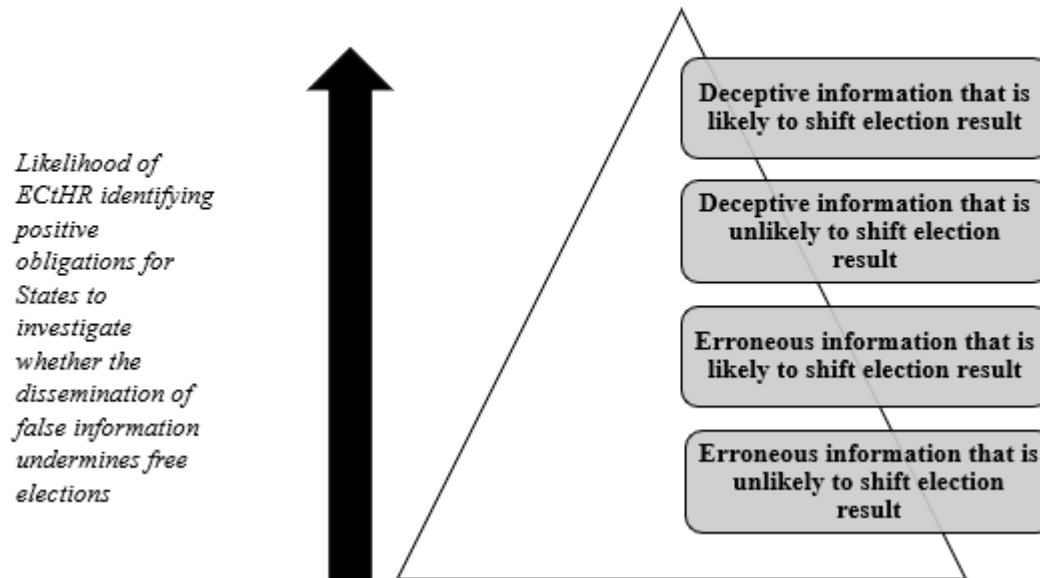 Likelihood of
ECtHR identifying
positive
obligations for
States to
investigate
whether the
dissemination of
false information
undermines free
elections
Deceptive information that is
likely to shift election result
Deceptive information that is
unlikely to shift election
result
Erroneous information that is
likely to shift election result
Erroneous information that is
unlikely to shift election
result